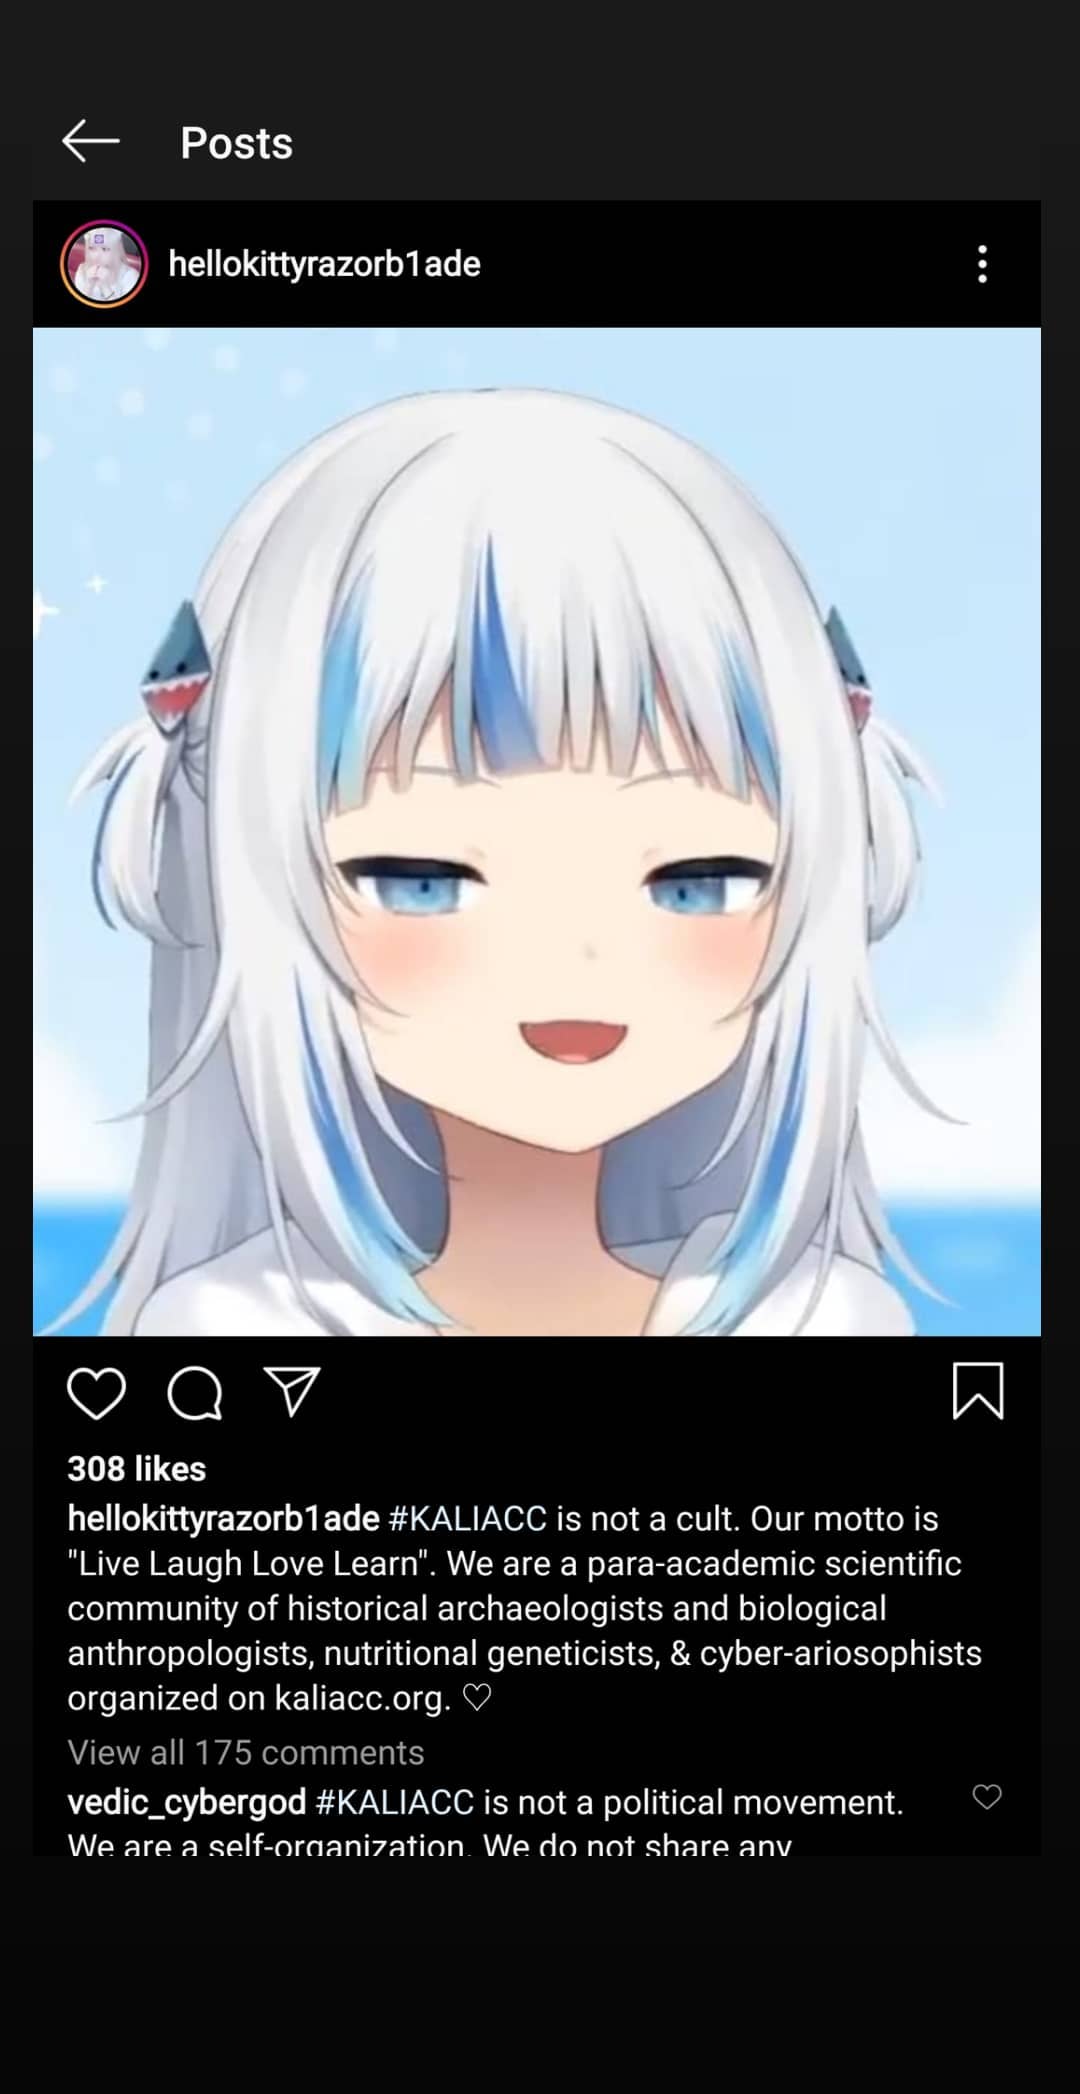 Posts
hellokittyrazorb1ade
308 likes
hellokittyrazorb1ade #KALIACC is not a cult. Our motto is
"Live Laugh Love Learn". We are a para-academic scientific
community of historical archaeologists and biological
anthropologists, nutritional geneticists, & cyber-ariosophists
organized on kaliacc.org. ♡
View all 175 comments
vedic_cybergod #KALIACC is not a political movement.
We are a self-organization. We do not share any